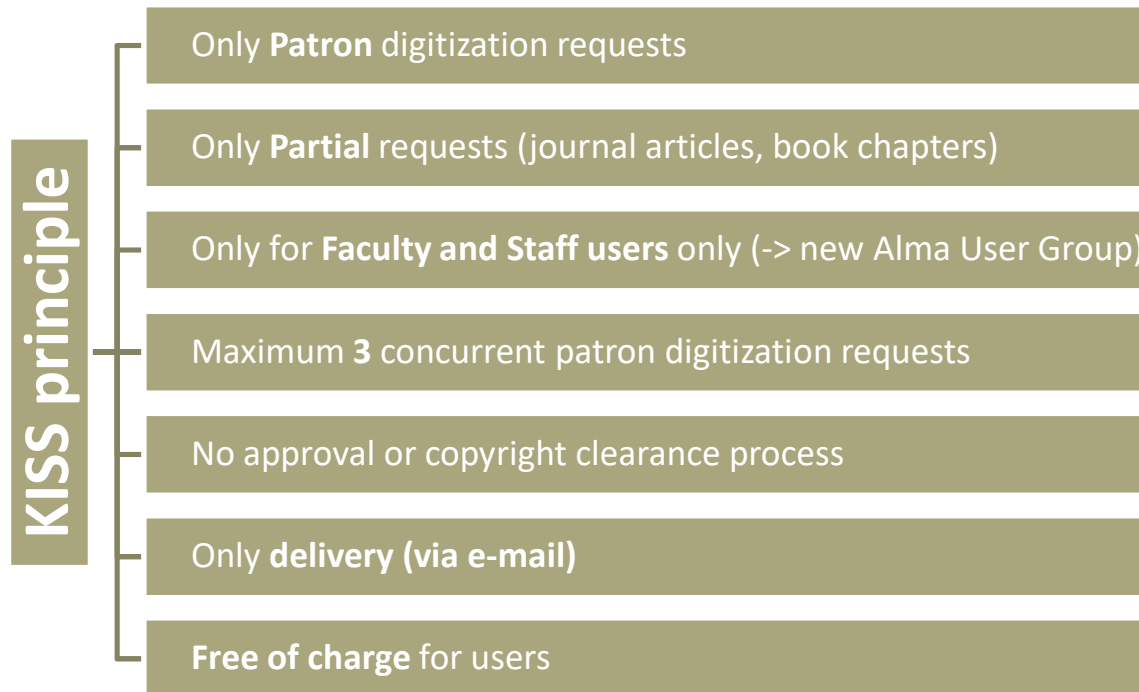 KISS principle
Only Patron digitization requests
Only Partial requests (journal articles, book chapters)
Only for Faculty and Staff users only (-> new Alma User Group)
Maximum 3 concurrent patron digitization requests
No approval or copyright clearance process
Only delivery (via e-mail)
Free of charge for users